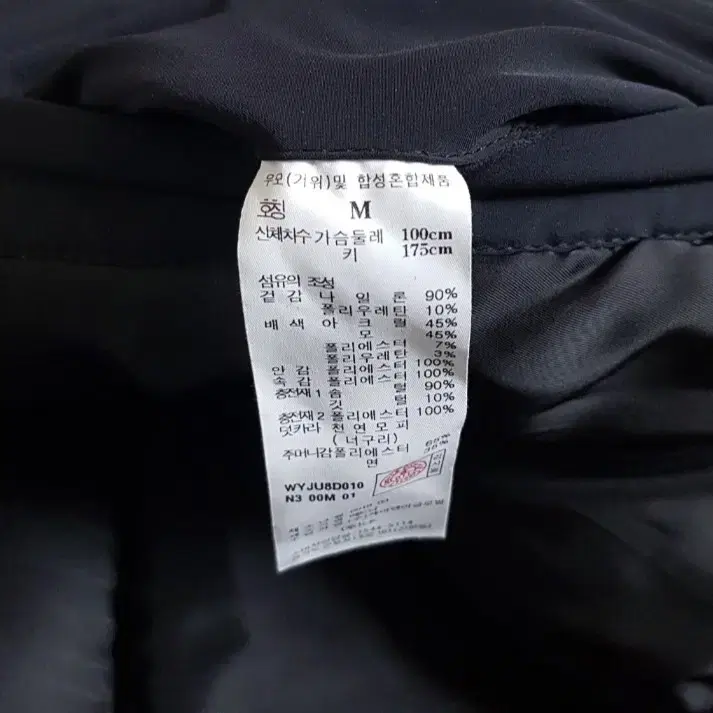 우모(거위)및 합성혼합제품
호칭 M
신체치수 가슴둘레 100cm
키 175cm
섬유의 조성
겉감 나일론 90%
폴리우레탄 10%
배색 아크릴 45%
모 45%
폴리에스터 7%
폴리우레탄 3%
안감 폴리에스터 100%
속감 폴리에스터 100%
충전재1 솜털 90%
깃털 10%
충전재2 폴리에스터 100%
덧카라 천연모피
(너구리)
주머니감 폴리에스터 65%
면 35%
WYJU8D010
N3 00M 01